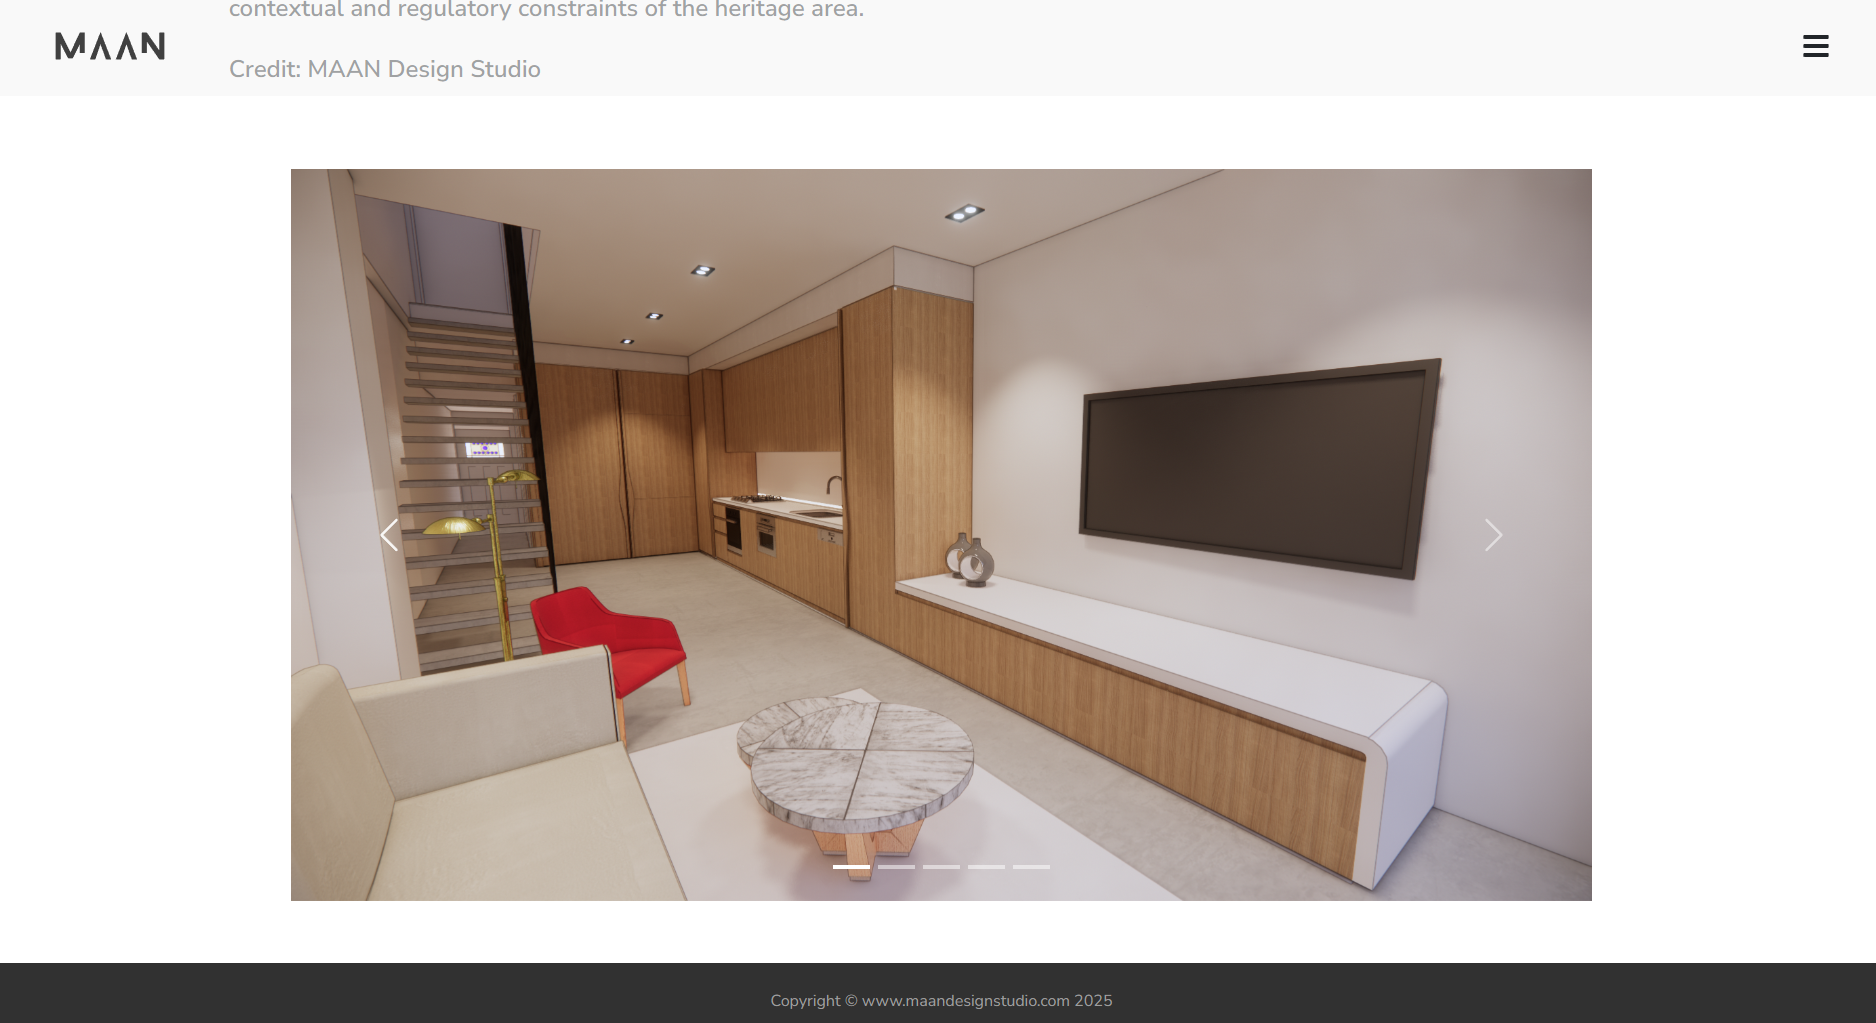 contextual and regulatory constraints of the heritage area.
MAAN
Credit: MAAN Design Studio
Copyright © www.maandesignstudio.com 2025